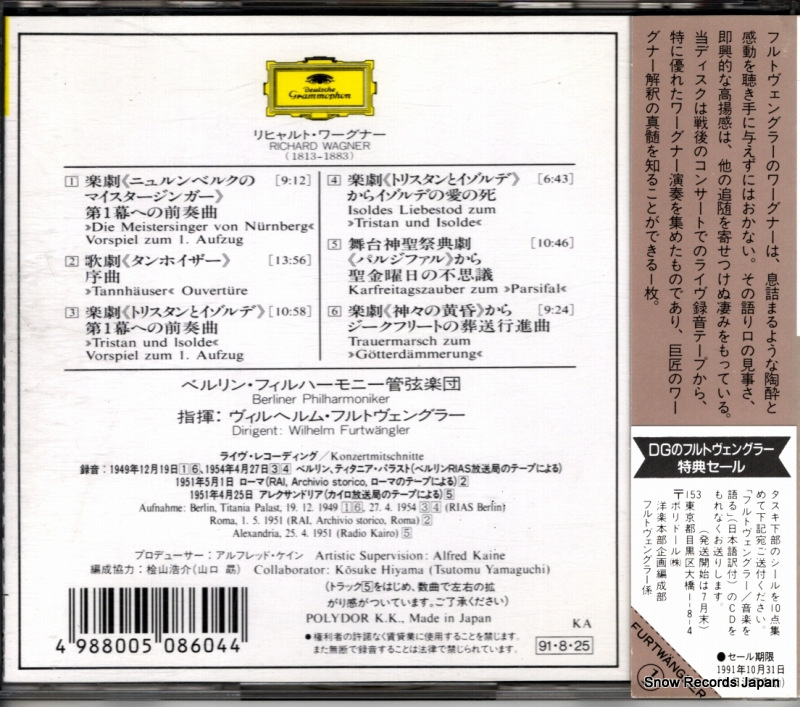 Deutsche
Grammophon
リヒャルト・ワーグナー
RICHARD WAGNER
(1813–1883)
1 楽劇《ニュルンベルクの [9:12]
マイスタージンガー》
第1幕への前奏曲
»Die Meistersinger von Nürnberg«
Vorspiel zum 1. Aufzug
2 歌劇《タンホイザー》 [13:56]
序曲
»Tannhäuser« Ouvertüre
3 楽劇《トリスタンとイゾルデ》[10:58]
第1幕への前奏曲
»Tristan und Isolde«
Vorspiel zum 1. Aufzug
4 楽劇《トリスタンとイゾルデ》 [6:43]
からイゾルデの愛の死
Isoldes Liebestod zum
»Tristan und Isolde«
5 舞台神聖祭典劇 [10:46]
《パルジファル》から
聖金曜日の不思議
Karfreitagszauber zum »Parsifal«
6 楽劇《神々の黄昏》から [9:24]
ジークフリートの葬送行進曲
Trauermarsch zum
»Götterdämmerung«
ベルリン・フィルハーモニー管弦楽団
Berliner Philharmoniker
指揮: ヴィルヘルム・フルトヴェングラー
Dirigent: Wilhelm Furtwängler
ライヴ・レコーディング/Konzertmitschnitte
録音:1949年12月19日1 6、1954年4月27日3 4 ベルリン、ティタニア・パラスト(ベルリンRIAS放送局のテープによる)
1951年5月1日 ローマ(RAI, Archivio storico, ローマのテープによる)2
1951年4月25日 アレクサンドリア(カイロ放送局のテープによる)5
Aufnahme: Berlin, Titania Palast, 19. 12. 1949 1 6, 27. 4. 1954 3 4 (RIAS Berlin)
Roma, 1. 5. 1951 (RAI, Archivio storico, Roma) 2
Alexandria, 25. 4. 1951 (Radio Kairo) 5
プロデューサー:アルフレッド・ケイン Artistic Supervision: Alfred Kaine
編成協力:桧山浩介(山口 勗) Collaborator: Kōsuke Hiyama (Tsutomu Yamaguchi)
(トラック5をはじめ、数曲で左右の拡
がり感がついています。ご了承ください)
POLYDOR K.K., Made in Japan
KA
●権利者の許諾なく賃貸業に使用することを禁じます。
また無断で録音することは法律で禁じられています。
91・8・25
4 988005 086044
フルトヴェングラーのワーグナーは、息詰まるような陶酔と
感動を聴き手に与えずにはおかない。その語り口の見事さ、
即興的な高揚感は、他の追随を寄せつけぬ凄みをもっている。
当ディスクは戦後のコンサートでのライヴ録音テープから、
特に優れたワーグナー演奏を集めたものであり、巨匠のワー
グナー解釈の真髄を知ることができる1枚。
DGのフルトヴェングラー
特典セール
タスキ下部のシールを10点集
めて下記宛ご送付ください。
「フルトヴェングラー/音楽を
語る」(日本語訳付)のCDを
もれなくお送りします。
(発送開始は7月末)
〒153 東京都目黒区大橋1-8-4
ポリドール㈱
洋楽本部企画編成部
フルトヴェングラー係
●セール期限
1991年10月31日
FURTWÄNGLER
1
Snow Records Japan